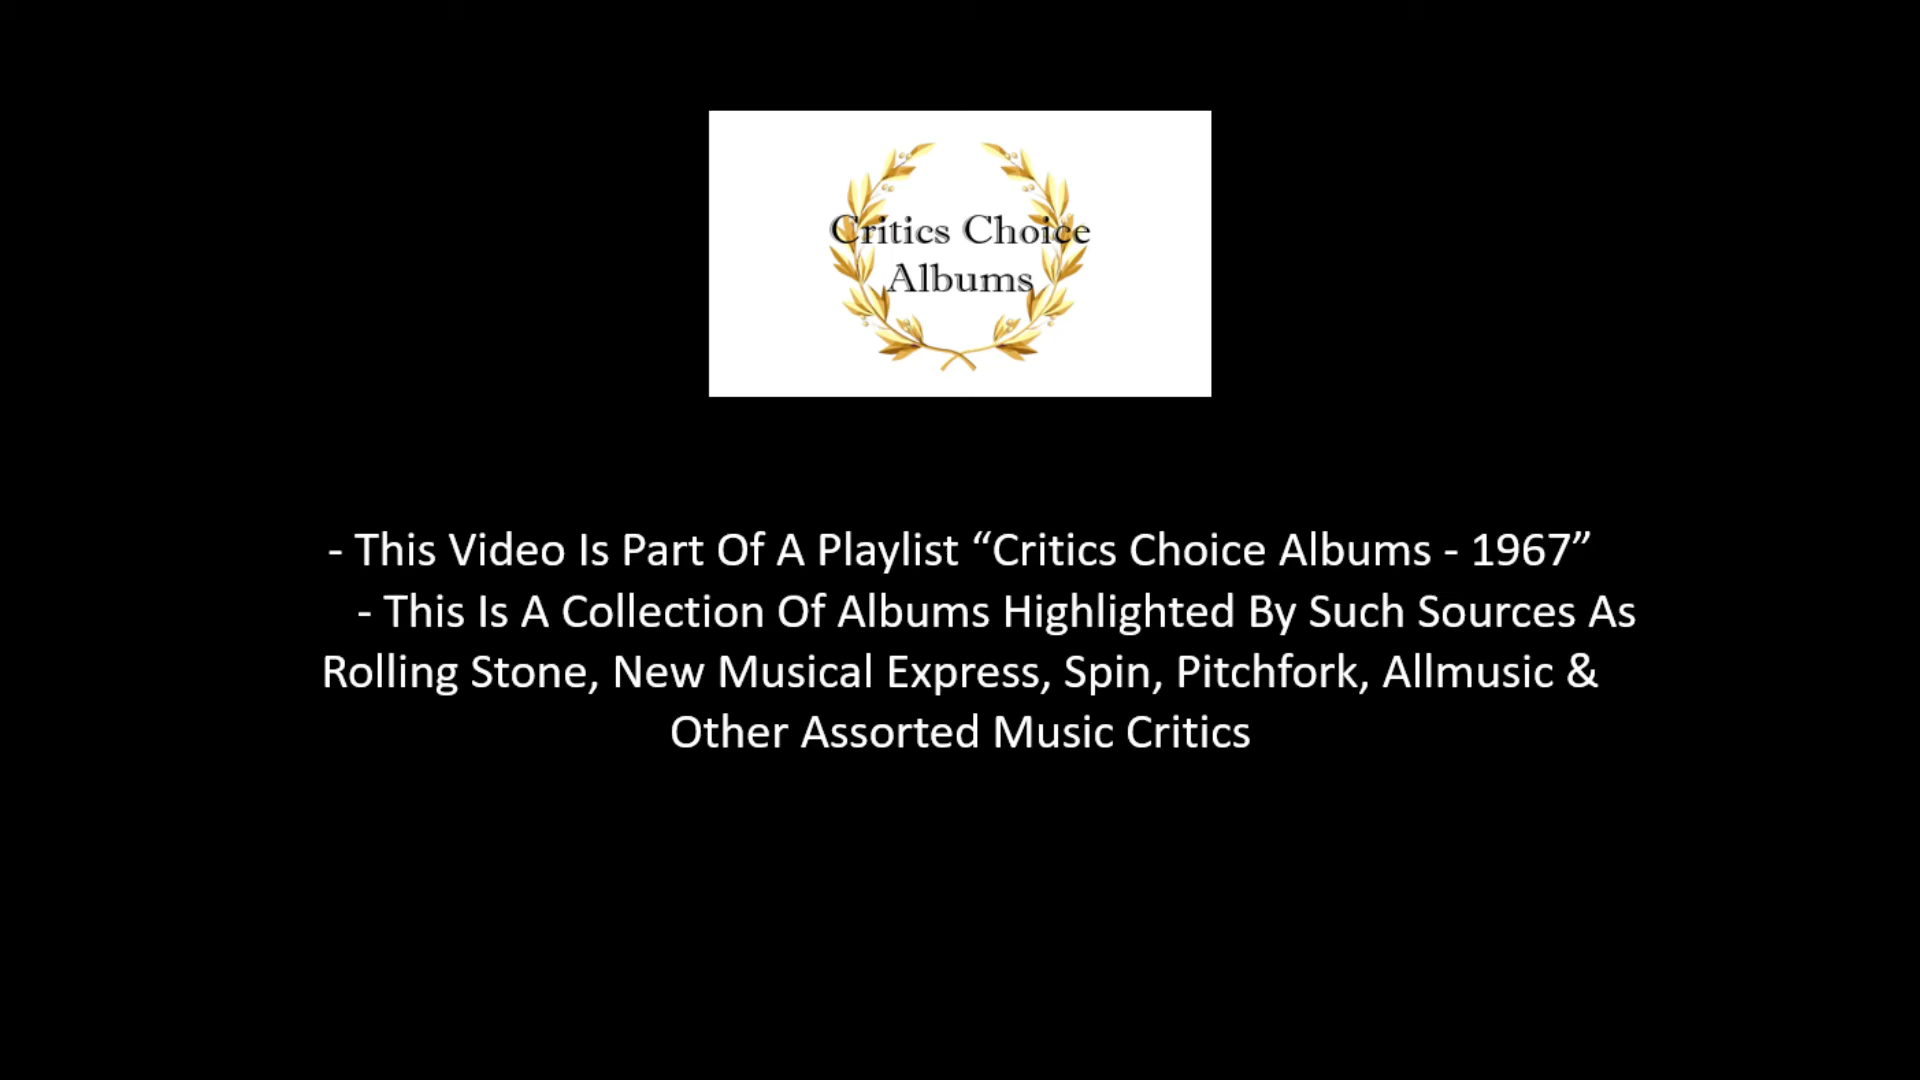 Critics Choice
Albums
- This Video Is Part Of A Playlist “Critics Choice Albums - 1967”
- This Is A Collection Of Albums Highlighted By Such Sources As
Rolling Stone, New Musical Express, Spin, Pitchfork, Allmusic &
Other Assorted Music Critics